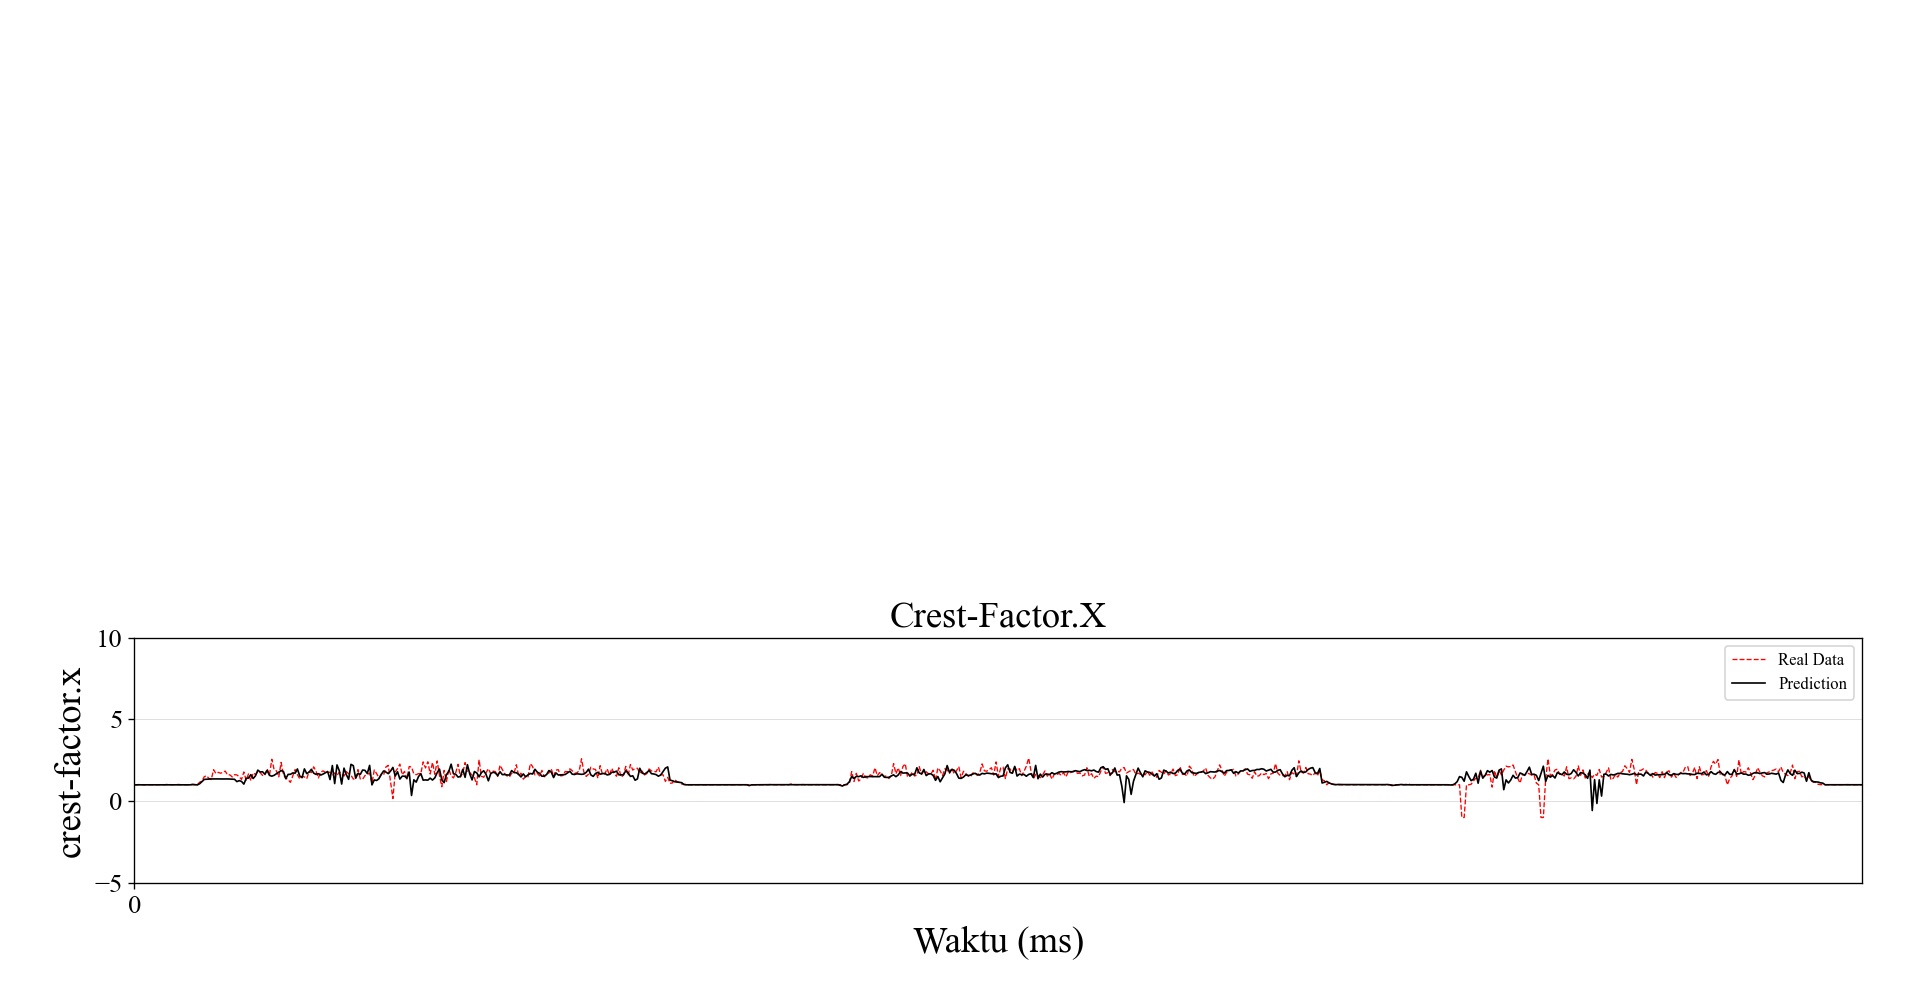 Crest-Factor.X
10
5
0
−5
crest-factor.x
Real Data
Prediction
0
Waktu (ms)